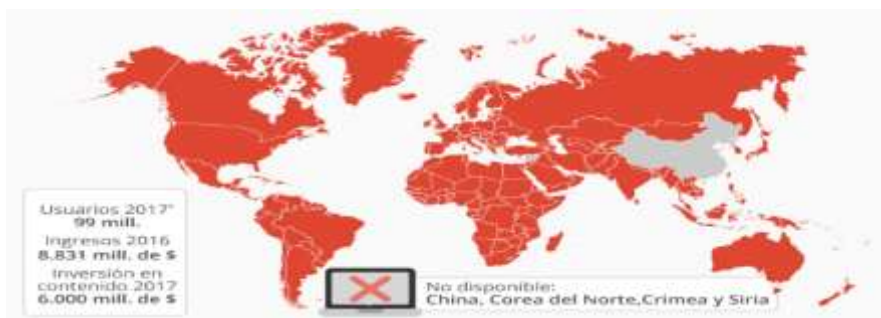 Usuarios 2017*
99 mill.
Ingresos 2016
8.831 mill. de $
Inversión en
contenido 2017
6.000 mill. de $
No disponible:
China, Corea del Norte,Crimea y Siria